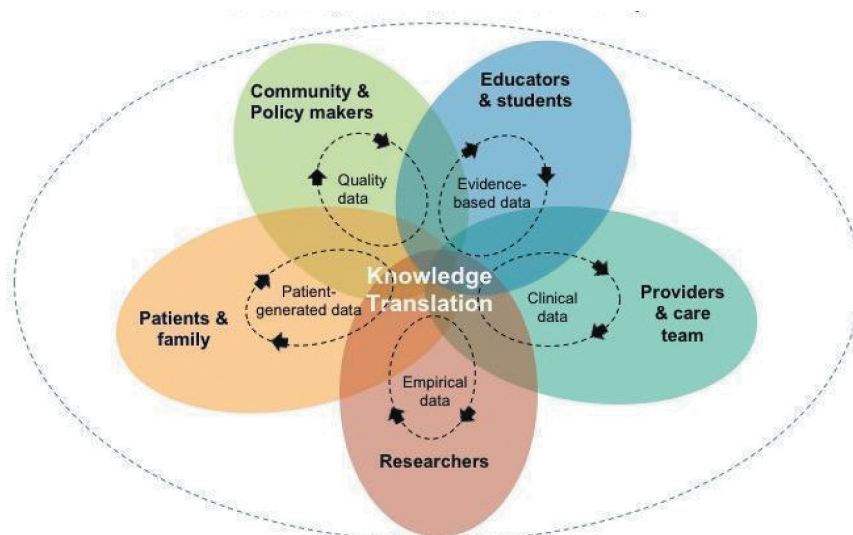 Community &
Policy makers
Educators
& students
Quality
data
Evidence-
based data
Knowledge
Translation
Patient-
generated data
Clinical
data
Patients &
family
Providers
& care
team
Empirical
data
Researchers